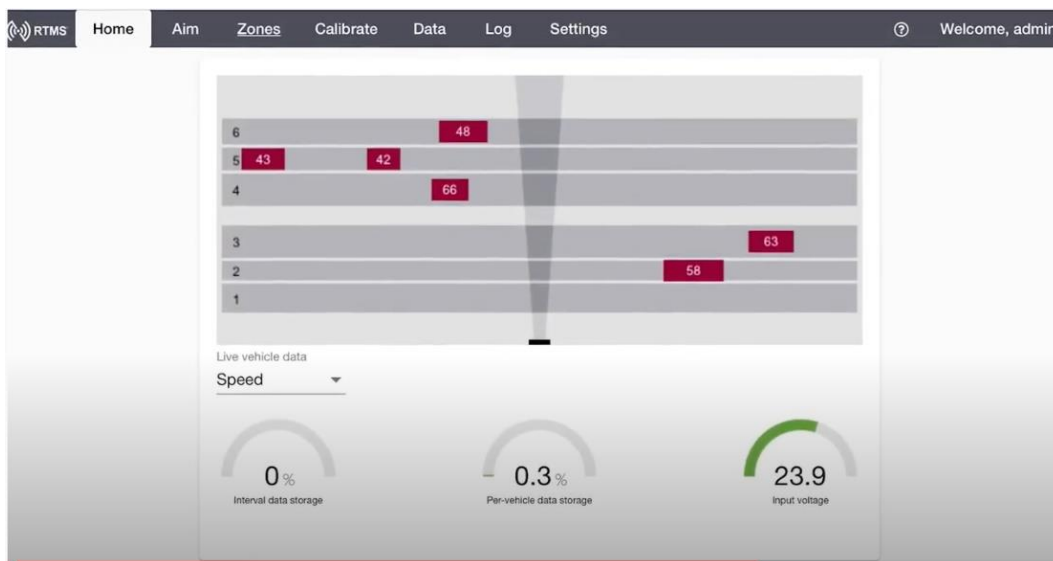 RTMS Home Aim Zones Calibrate Data Log Settings Welcome, admin
6 48
5 43 42
4 66
3 63
2 58
1
Live vehicle data
Speed
0 % 0.3 % 23.9
Interval data storage Per-vehicle data storage Input voltage